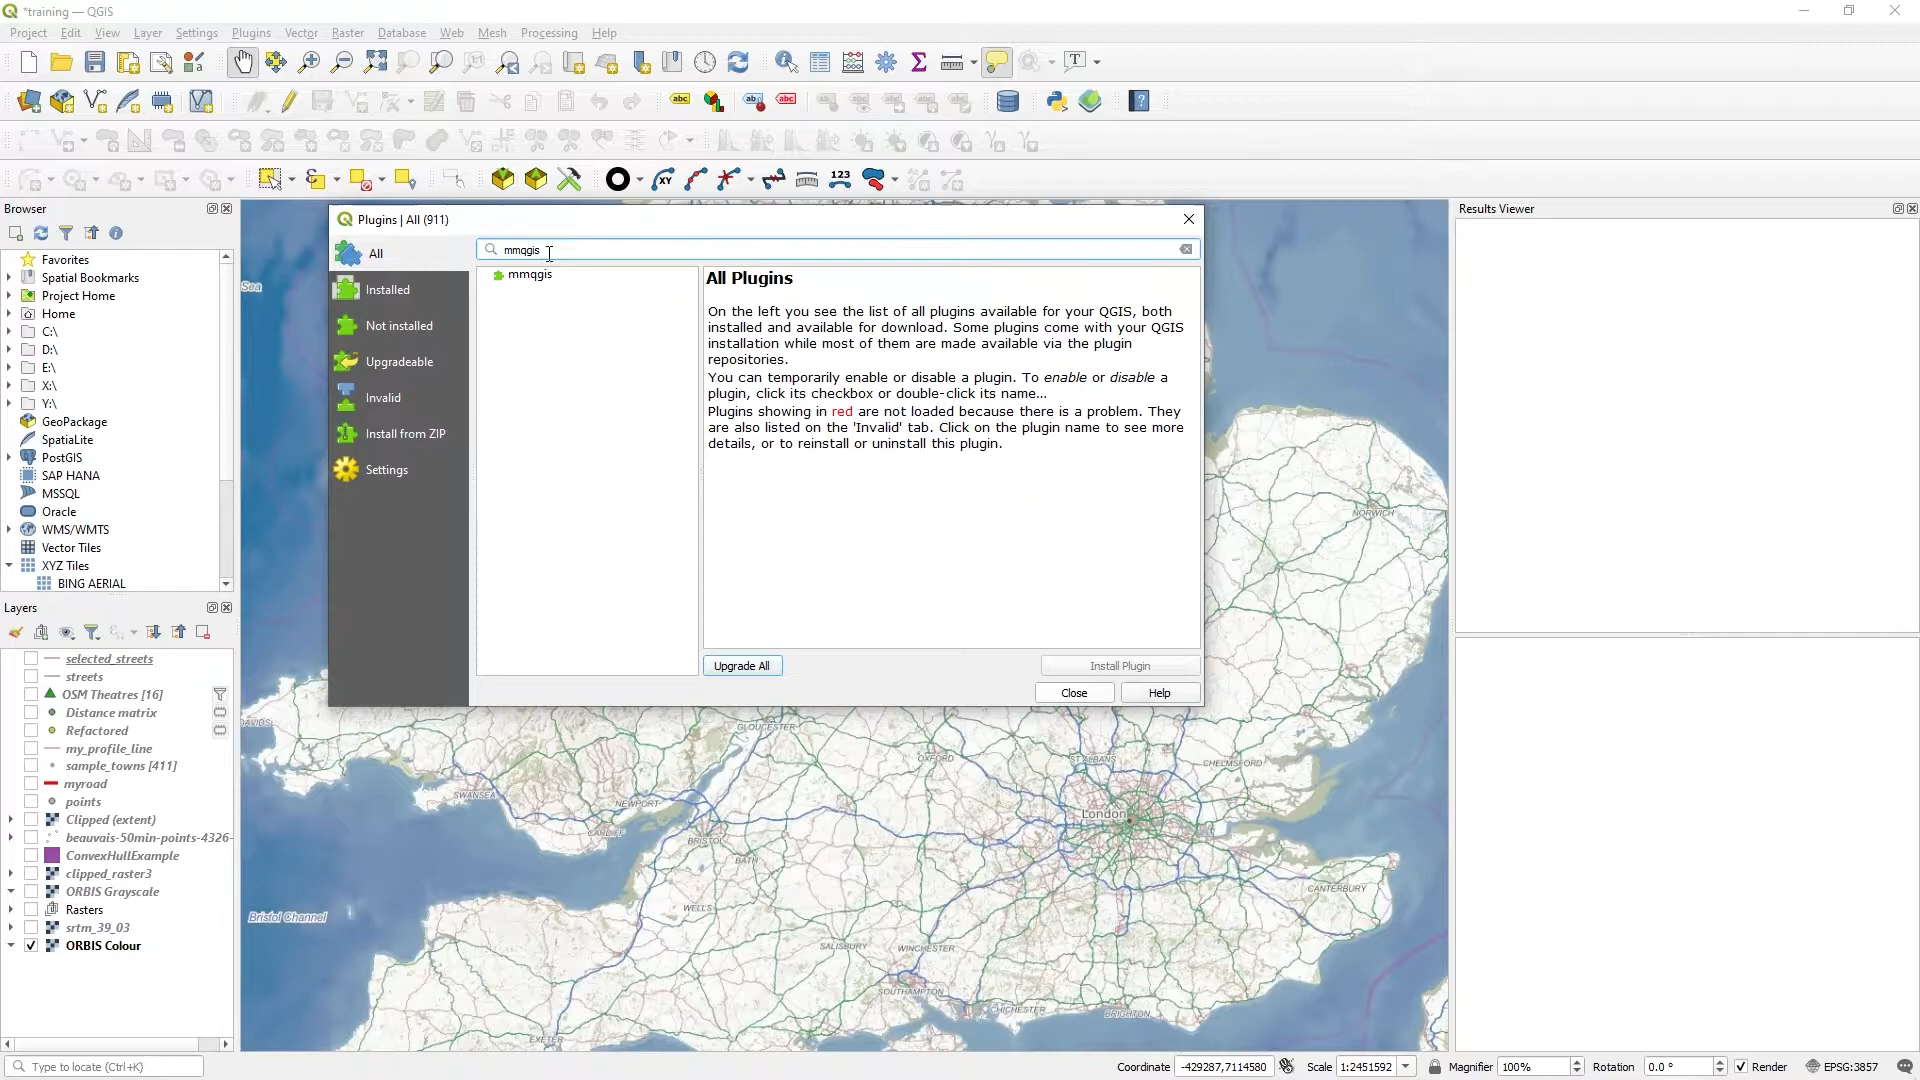 *training — QGIS
Project Edit View Layer Settings Plugins Vector Raster Database Web Mesh Processing Help
Browser
Favorites
Spatial Bookmarks
Project Home
Home
C:\
D:\
E:\
X:\
Y:\
GeoPackage
SpatiaLite
PostGIS
SAP HANA
MSSQL
Oracle
WMS/WMTS
Vector Tiles
XYZ Tiles
BING AERIAL
Layers
selected_streets
streets
OSM Theatres [16]
Distance matrix
Refactored
my_profile_line
sample_towns [411]
myroad
points
Clipped (extent)
beauvais-50min-points-4326-
ConvexHullExample
clipped_raster3
ORBIS Grayscale
Rasters
srtm_39_03
ORBIS Colour
Plugins | All (911)
All
Installed
Not installed
Upgradeable
Invalid
Install from ZIP
Settings
mmqgis
mmqgis
All Plugins
On the left you see the list of all plugins available for your QGIS, both
installed and available for download. Some plugins come with your QGIS
installation while most of them are made available via the plugin
repositories.
You can temporarily enable or disable a plugin. To enable or disable a
plugin, click its checkbox or double-click its name...
Plugins showing in red are not loaded because there is a problem. They
are also listed on the 'Invalid' tab. Click on the plugin name to see more
details, or to reinstall or uninstall this plugin.
Upgrade All
Install Plugin
Close
Help
Results Viewer
Sea
NORWICH
GLOUCESTER
OXFORD
ST ALBANS
CHELMSFORD
SWANSEA
NEWPORT
CARDIFF
BRISTOL
BATH
London
CANTERBURY
WELLS
Bristol Channel
SALISBURY
WINCHESTER
SOUTHAMPTON
CHICHESTER
BRIGHTON
EXETER
Type to locate (Ctrl+K)
Coordinate -429287,7114580 Scale 1:2451592 Magnifier 100% Rotation 0.0 ° Render EPSG:3857